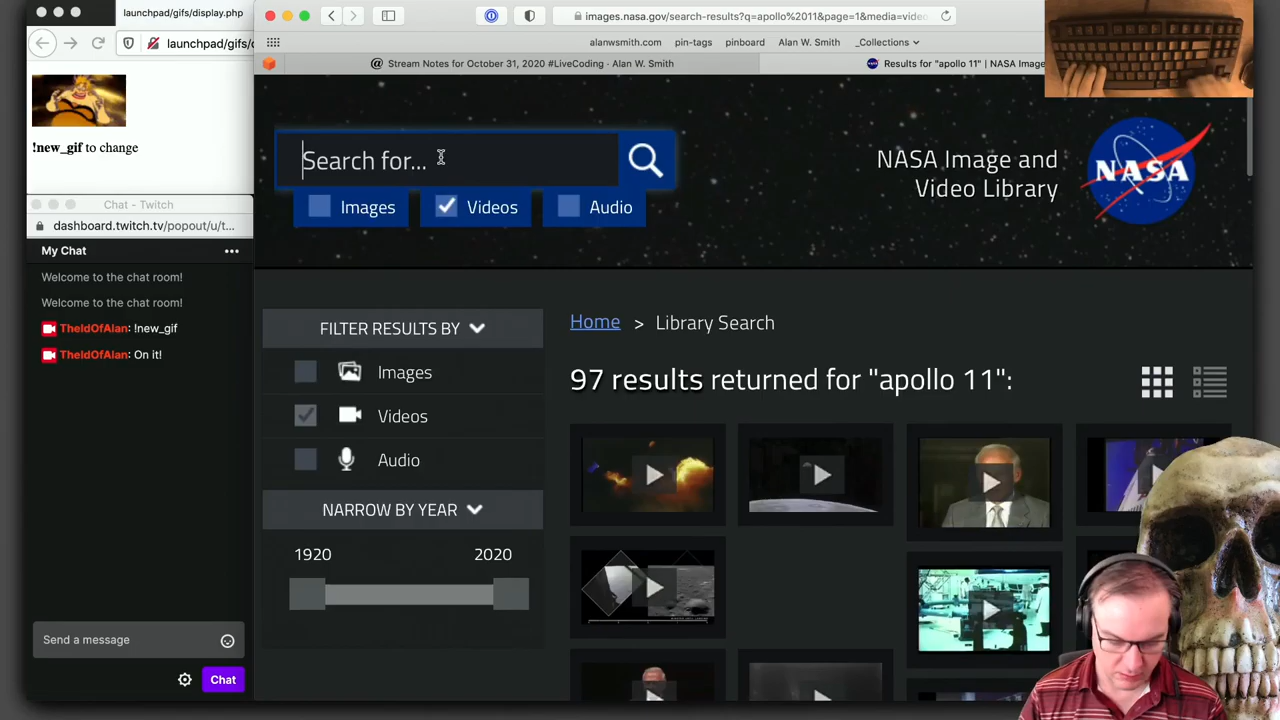 launchpad/gifs/display.php
launchpad/gifs/d
!new_gif to change
Chat - Twitch
dashboard.twitch.tv/popout/u/t...
My Chat
Welcome to the chat room!
Welcome to the chat room!
TheIdOfAlan: !new_gif
TheIdOfAlan: On it!
Send a message
Chat
images.nasa.gov/search-results?q=apollo%2011&page=1&media=video
alanwsmith.com
pin-tags
pinboard
Alan W. Smith
_Collections
Stream Notes for October 31, 2020 #LiveCoding - Alan W. Smith
Results for "apollo 11" | NASA Image
Search for...
Images
Videos
Audio
NASA Image and
Video Library
NASA
FILTER RESULTS BY
Images
Videos
Audio
NARROW BY YEAR
1920
2020
Home > Library Search
97 results returned for "apollo 11":